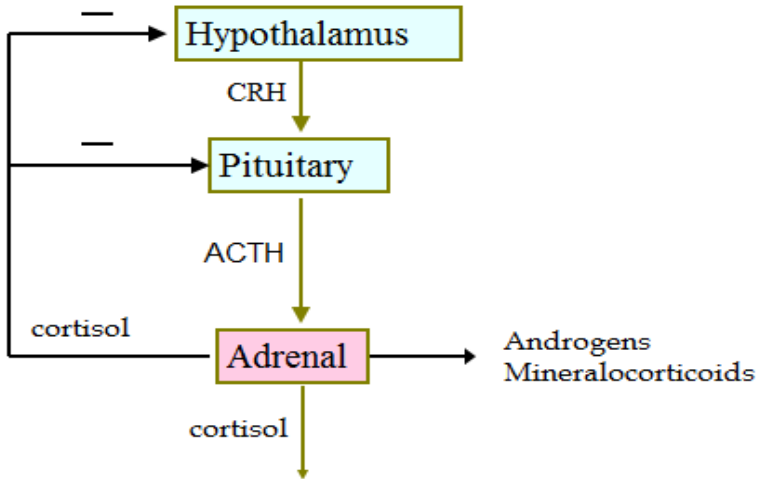 Hypothalamus
CRH
Pituitary
ACTH
cortisol
Adrenal
Androgens
Mineralocorticoids
cortisol